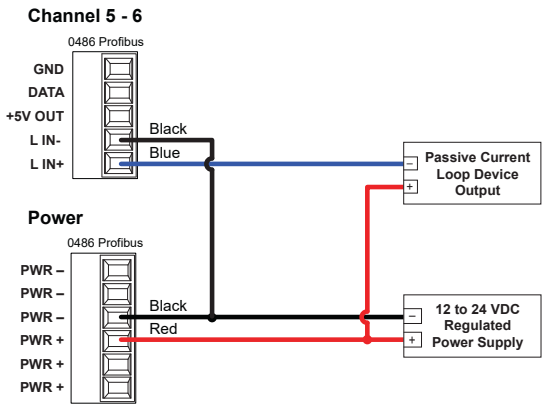 Channel 5 - 6
0486 Profibus
GND
DATA
+5V OUT
L IN-
L IN+
Black
Blue
–
+
Passive Current
Loop Device
Output
Power
0486 Profibus
PWR –
PWR –
PWR –
PWR +
PWR +
PWR +
Black
Red
–
+
12 to 24 VDC
Regulated
Power Supply